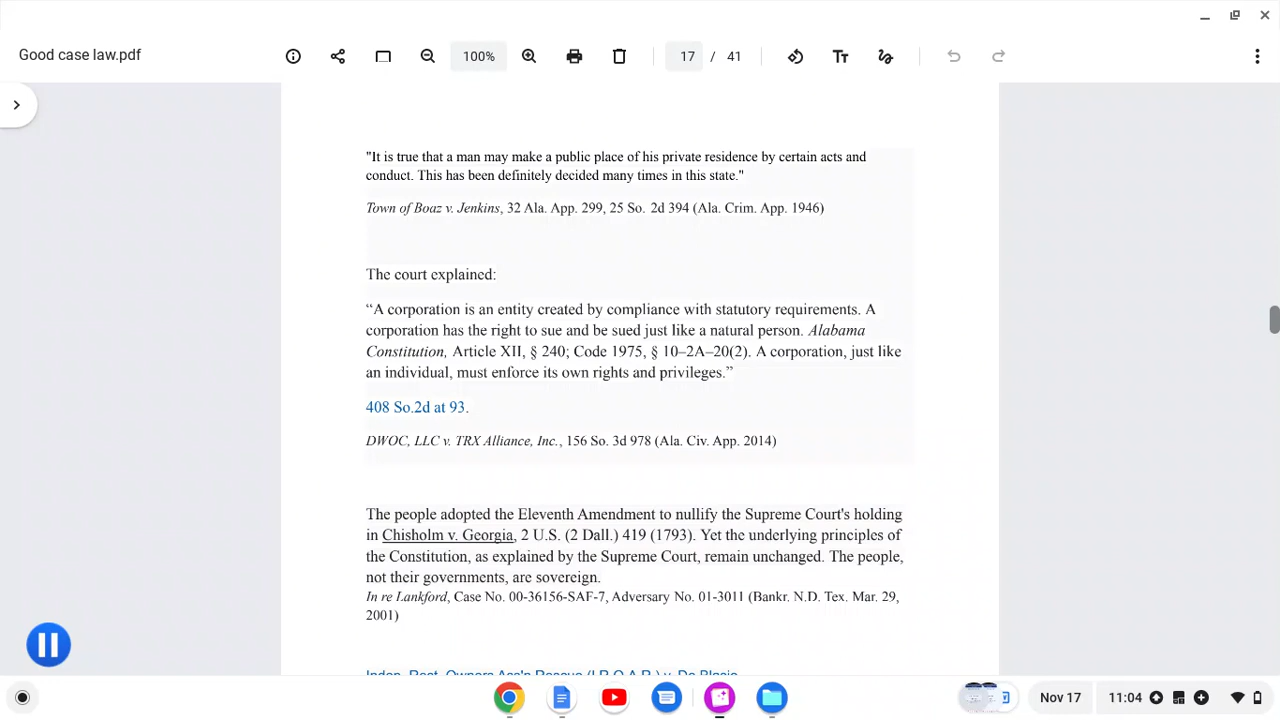 Good case law.pdf
100%
17 / 41
"It is true that a man may make a public place of his private residence by certain acts and
conduct. This has been definitely decided many times in this state."
Town of Boaz v. Jenkins, 32 Ala. App. 299, 25 So. 2d 394 (Ala. Crim. App. 1946)
The court explained:
“A corporation is an entity created by compliance with statutory requirements. A
corporation has the right to sue and be sued just like a natural person. Alabama
Constitution, Article XII, § 240; Code 1975, § 10–2A–20(2). A corporation, just like
an individual, must enforce its own rights and privileges.”
408 So.2d at 93.
DWOC, LLC v. TRX Alliance, Inc., 156 So. 3d 978 (Ala. Civ. App. 2014)
The people adopted the Eleventh Amendment to nullify the Supreme Court's holding
in Chisholm v. Georgia, 2 U.S. (2 Dall.) 419 (1793). Yet the underlying principles of
the Constitution, as explained by the Supreme Court, remain unchanged. The people,
not their governments, are sovereign.
In re Lankford, Case No. 00-36156-SAF-7, Adversary No. 01-3011 (Bankr. N.D. Tex. Mar. 29,
2001)
Indep. Rest. Owners Ass'n Rescue (I.R.O.A.R.) v. De Blasio
Nov 17
11:04